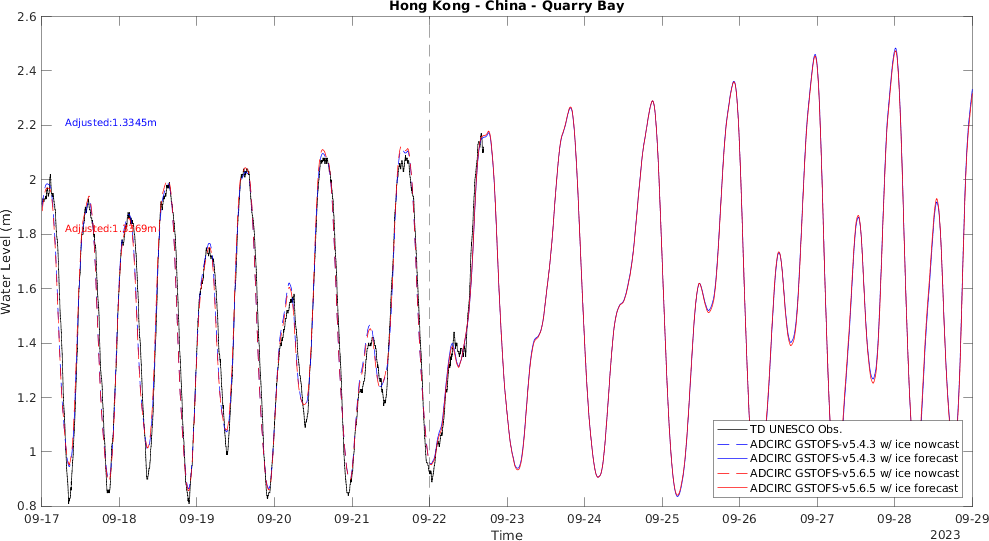 Hong Kong - China - Quarry Bay
Water Level (m)
2.6
2.4
2.2
2
1.8
1.6
1.4
1.2
1
0.8
Adjusted:1.3345m
TD UNESCO Obs.
ADCIRC GSTOFS-v5.4.3 w/ ice nowcast
ADCIRC GSTOFS-v5.4.3 w/ ice forecast
ADCIRC GSTOFS-v5.6.5 w/ ice nowcast
ADCIRC GSTOFS-v5.6.5 w/ ice forecast
09-17 09-18 09-19 09-20 09-21 09-22 09-23 09-24 09-25 09-26 09-27 09-28 09-29
Time
2023